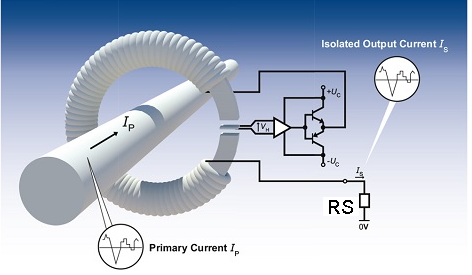 Isolated Output Current Is
+Uc
IP
VH
-Uc
Is
RS
0V
Primary Current IP